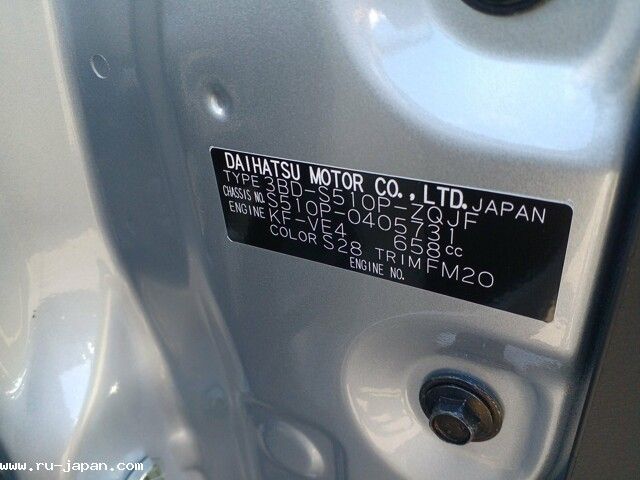 DAIHATSU MOTOR CO., LTD. JAPAN
TYPE 3BD-S510P-ZQJF
CHASSIS NO. S510P-0405731
ENGINE KF-VE4 658cc
COLOR S28 TRIM FM20
ENGINE NO.
www.ru-japan.com